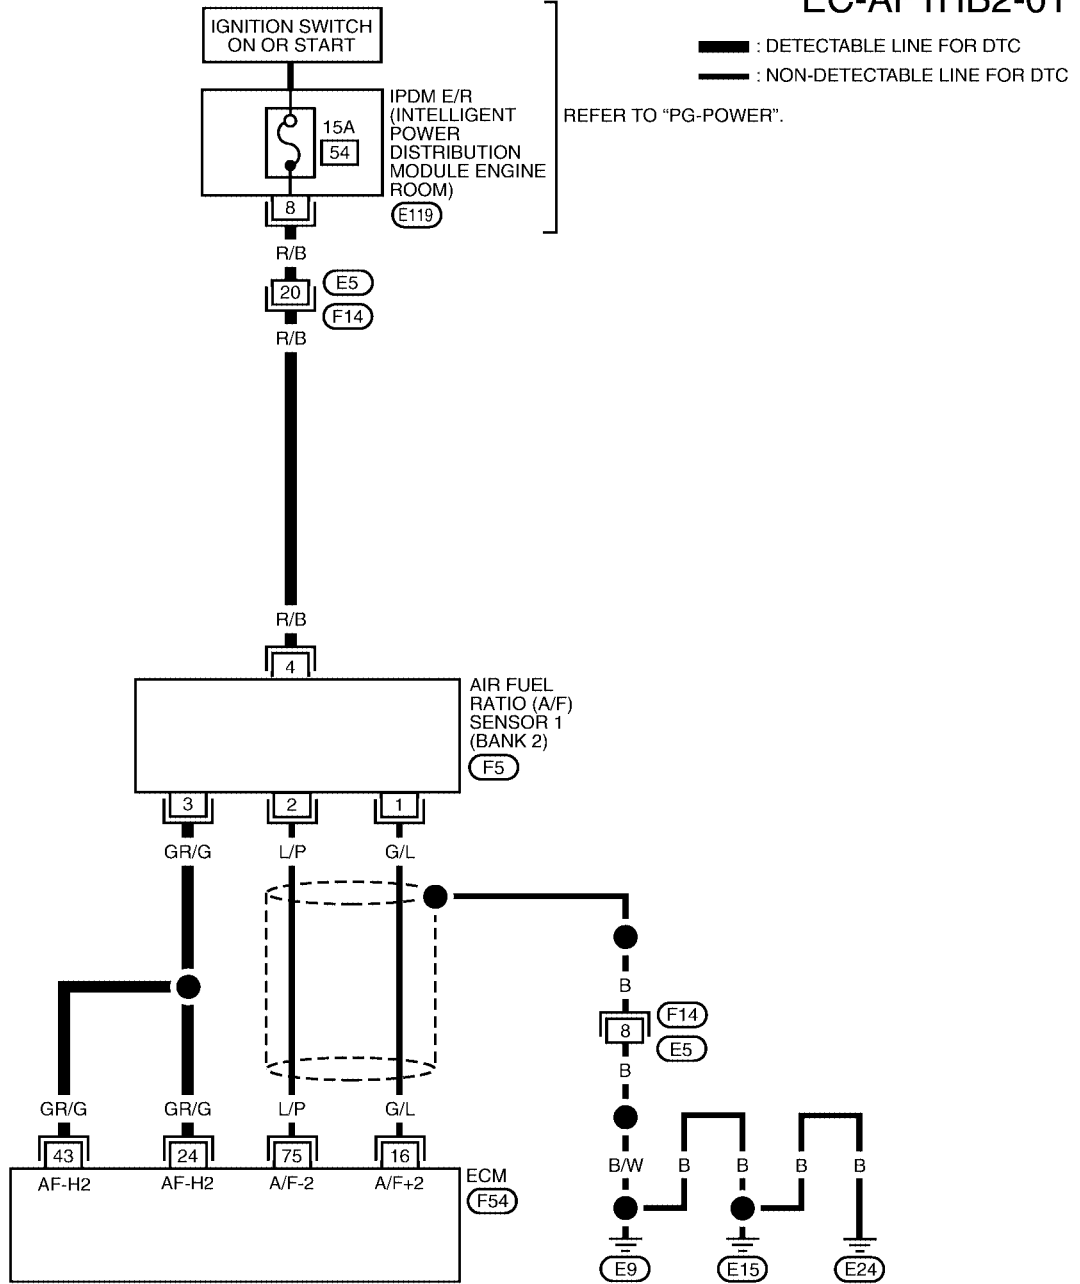 IGNITION SWITCH
ON OR START
: DETECTABLE LINE FOR DTC
: NON-DETECTABLE LINE FOR DTC
IPDM E/R
(INTELLIGENT
POWER
DISTRIBUTION
MODULE ENGINE
ROOM)
E119
15A
54
REFER TO “PG-POWER”.
8
R/B
20
E5
F14
R/B
R/B
4
AIR FUEL
RATIO (A/F)
SENSOR 1
(BANK 2)
F5
3 2 1
GR/G L/P G/L
B
8
F14
E5
B
GR/G GR/G L/P G/L
43 24 75 16
AF-H2 AF-H2 A/F-2 A/F+2
ECM
F54
B/W B B B B
E9 E15 E24